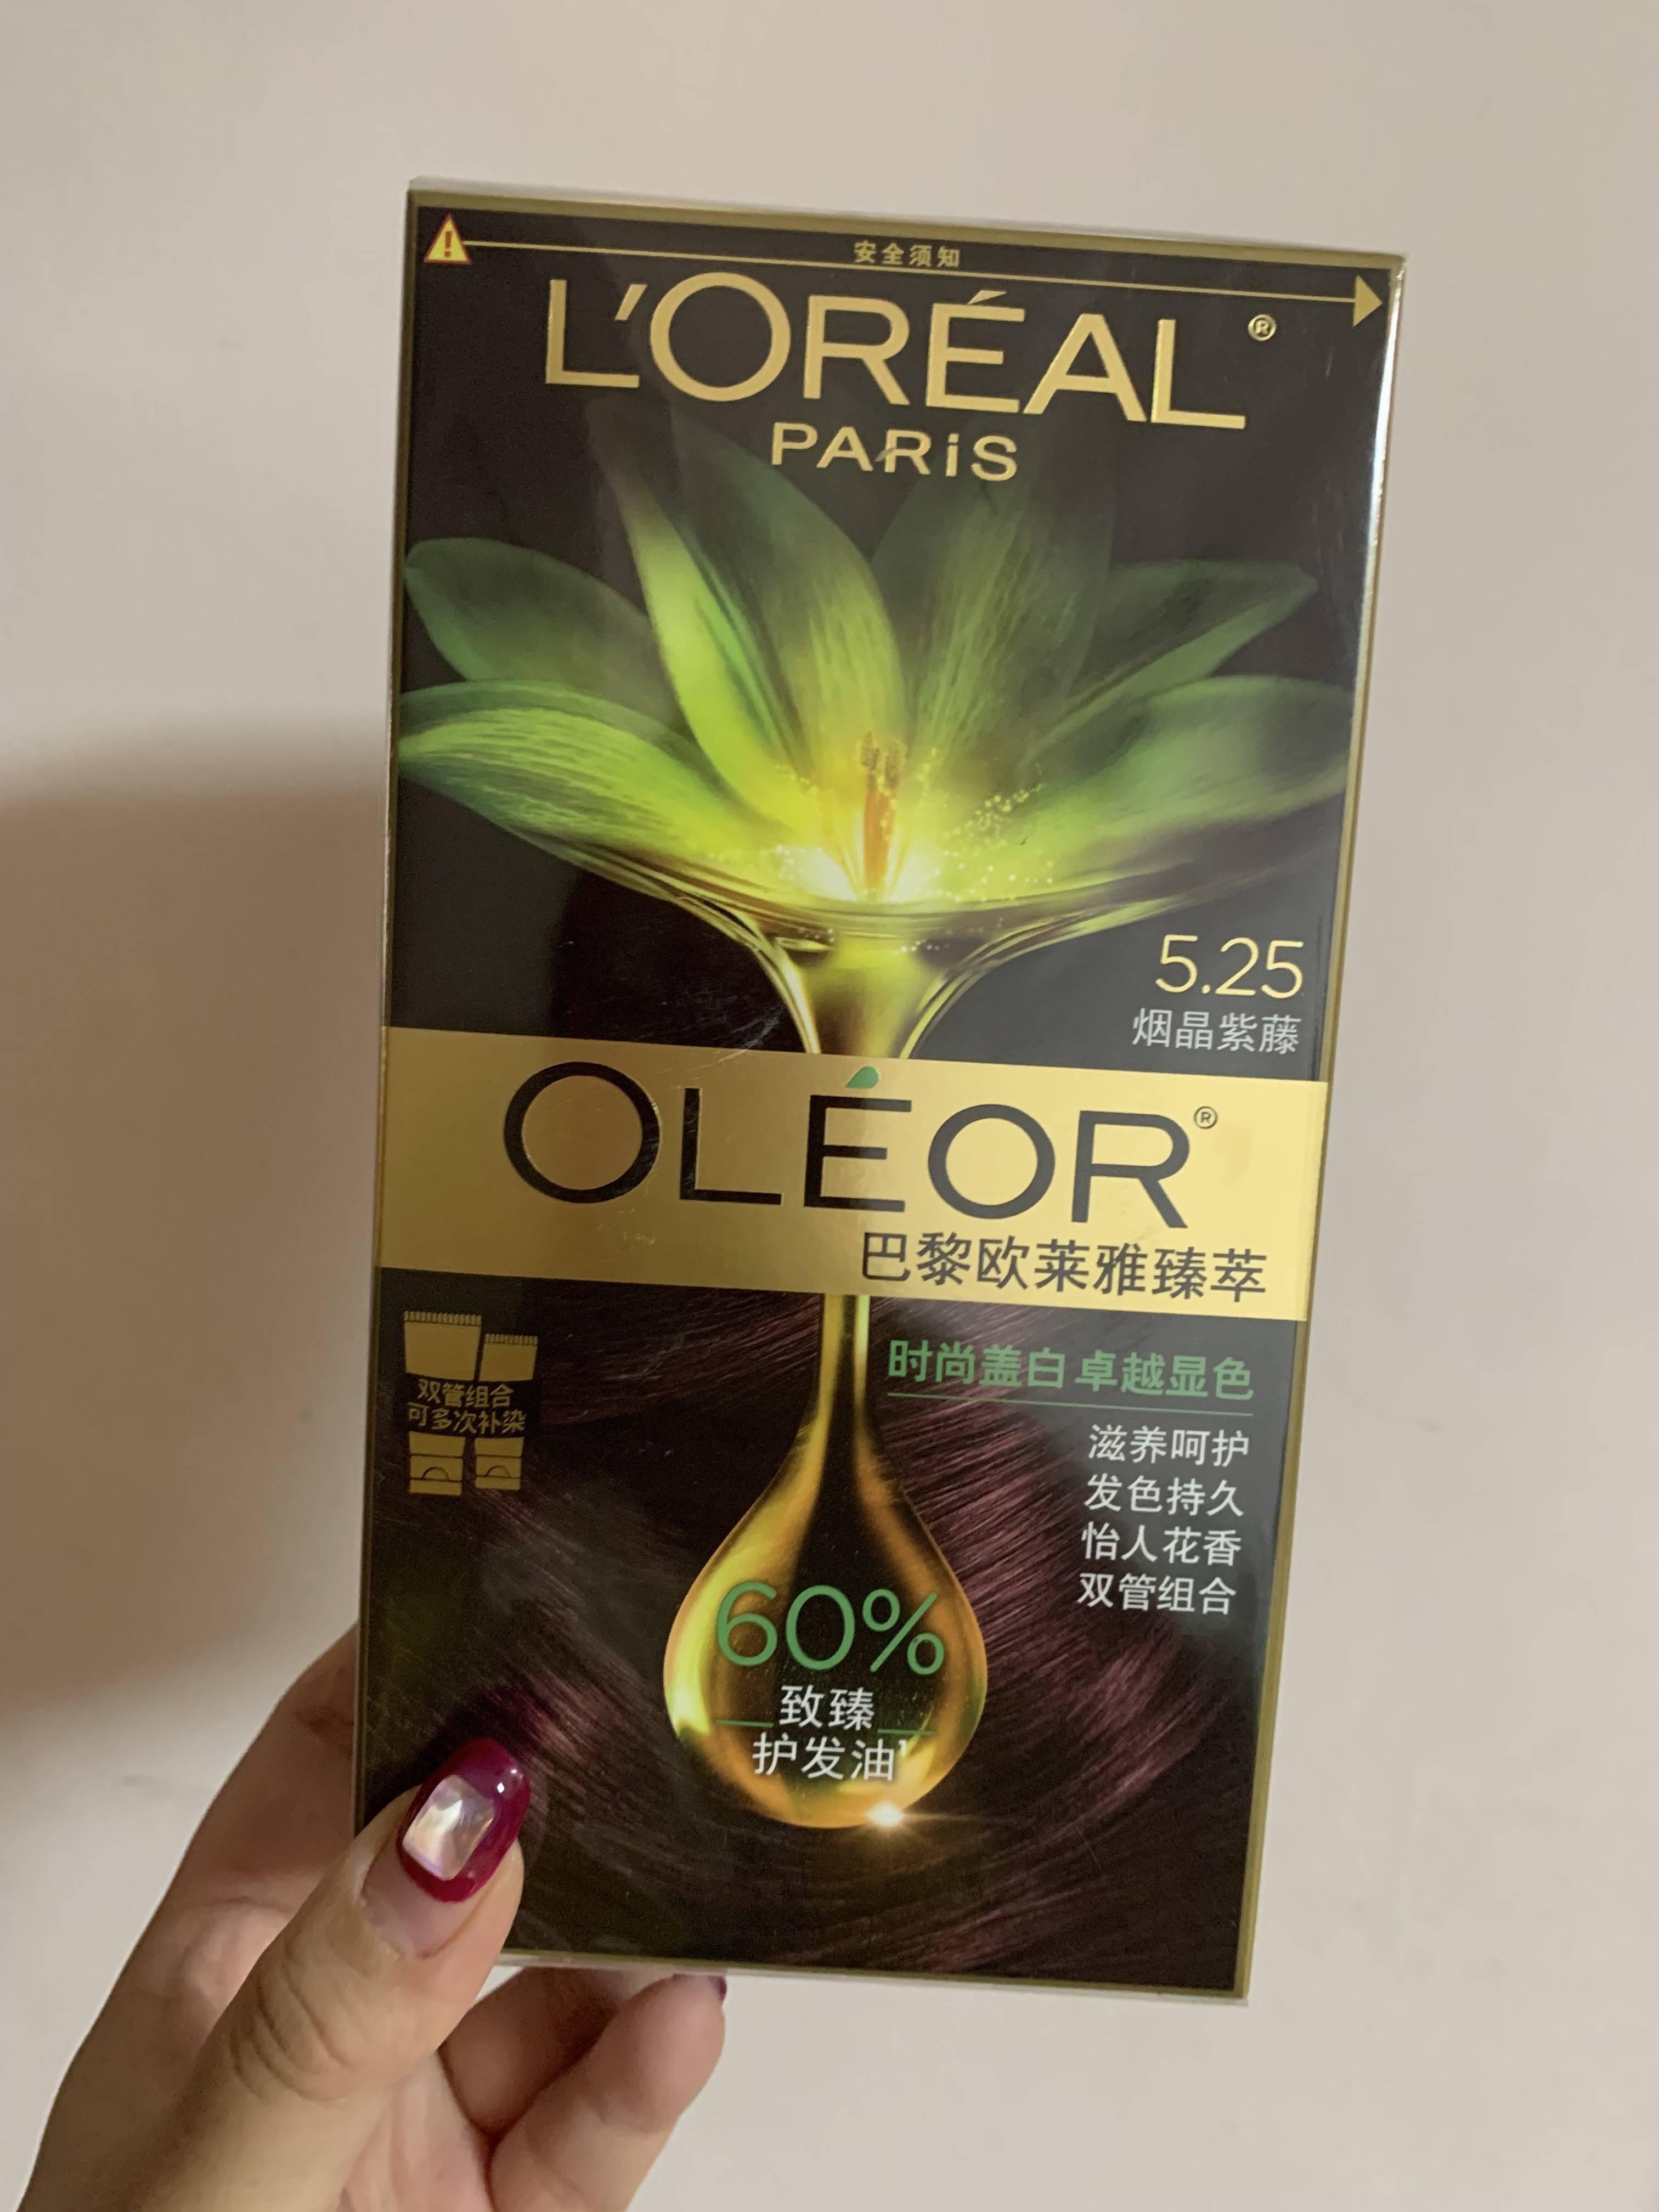 安全须知
L'ORÉAL®
PARiS
5.25
烟晶紫藤
OLÉOR®
巴黎欧莱雅臻萃
双管组合
可多次补染
时尚盖白 卓越显色
滋养呵护
发色持久
怡人花香
双管组合
60%
致臻
护发油¹